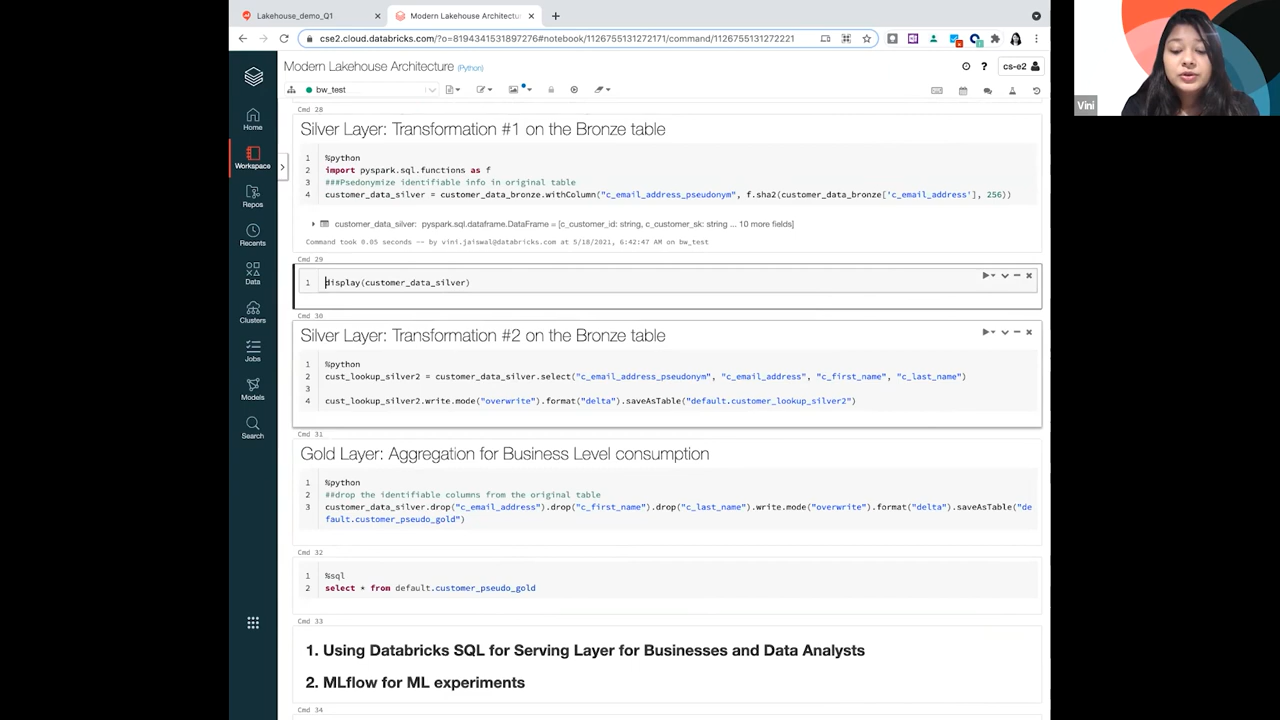 Lakehouse_demo_Q1
Modern Lakehouse Architectur
cse2.cloud.databricks.com/?o=8194341531897276#notebook/1126755131272171/command/1126755131272221
Modern Lakehouse Architecture (Python)
cs-e2
bw_test
Home
Workspace
Repos
Recents
Data
Clusters
Jobs
Models
Search
Cmd 28
Silver Layer: Transformation #1 on the Bronze table
1 %python
2 import pyspark.sql.functions as f
3 ###Psedonymize identifiable info in original table
4 customer_data_silver = customer_data_bronze.withColumn("c_email_address_pseudonym", f.sha2(customer_data_bronze['c_email_address'], 256))
customer_data_silver: pyspark.sql.dataframe.DataFrame = [c_customer_id: string, c_customer_sk: string ... 10 more fields]
Command took 0.05 seconds -- by vini.jaiswal@databricks.com at 5/18/2021, 6:42:47 AM on bw_test
Cmd 29
1 display(customer_data_silver)
Cmd 30
Silver Layer: Transformation #2 on the Bronze table
1 %python
2 cust_lookup_silver2 = customer_data_silver.select("c_email_address_pseudonym", "c_email_address", "c_first_name", "c_last_name")
3
4 cust_lookup_silver2.write.mode("overwrite").format("delta").saveAsTable("default.customer_lookup_silver2")
Cmd 31
Gold Layer: Aggregation for Business Level consumption
1 %python
2 ##drop the identifiable columns from the original table
3 customer_data_silver.drop("c_email_address").drop("c_first_name").drop("c_last_name").write.mode("overwrite").format("delta").saveAsTable("de
fault.customer_pseudo_gold")
Cmd 32
1 %sql
2 select * from default.customer_pseudo_gold
Cmd 33
1. Using Databricks SQL for Serving Layer for Businesses and Data Analysts
2. MLflow for ML experiments
Cmd 34
Vini